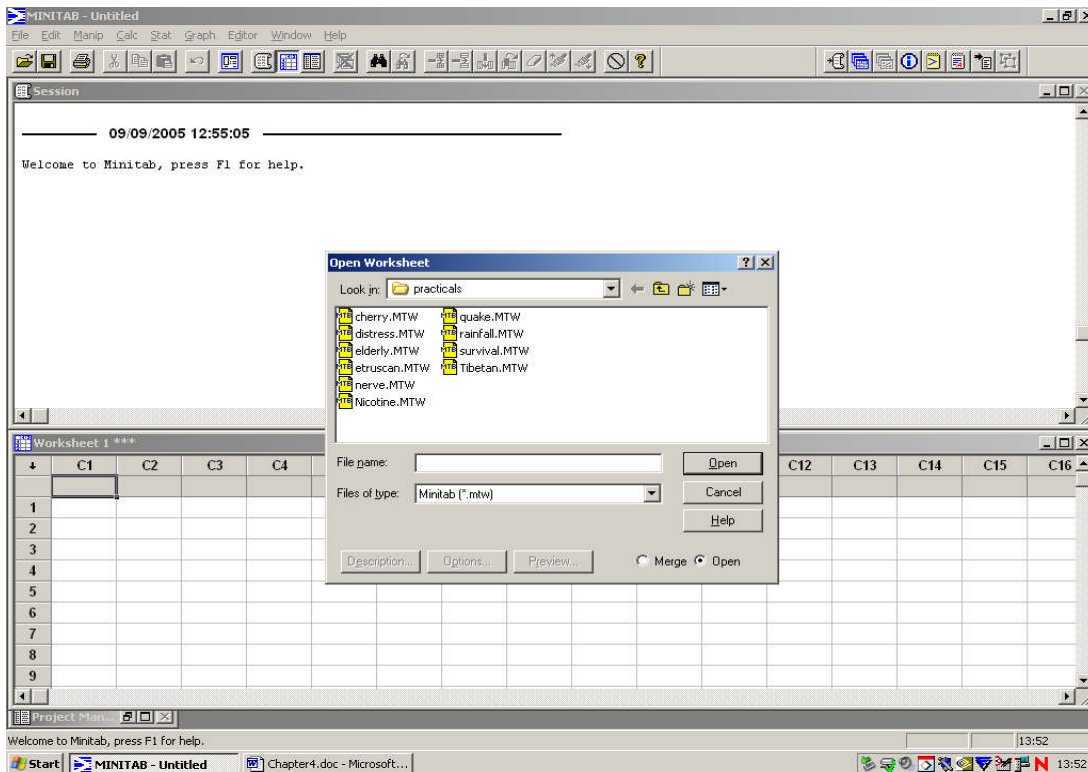 MINITAB - Untitled
File Edit Manip Calc Stat Graph Editor Window Help
Session
09/09/2005 12:55:05
Welcome to Minitab, press F1 for help.
Open Worksheet
Look in: practicals
cherry.MTW quake.MTW
distress.MTW rainfall.MTW
elderly.MTW survival.MTW
etruscan.MTW Tibetan.MTW
nerve.MTW
Nicotine.MTW
File name: Open
Files of type: Minitab (*.mtw) Cancel
Help
Description... Options... Preview... Merge Open
Worksheet 1 ***
C1 C2 C3 C4 C12 C13 C14 C15 C16
1
2
3
4
5
6
7
8
9
Project Man...
Welcome to Minitab, press F1 for help. 13:52
Start MINITAB - Untitled Chapter4.doc - Microsoft... 13:52